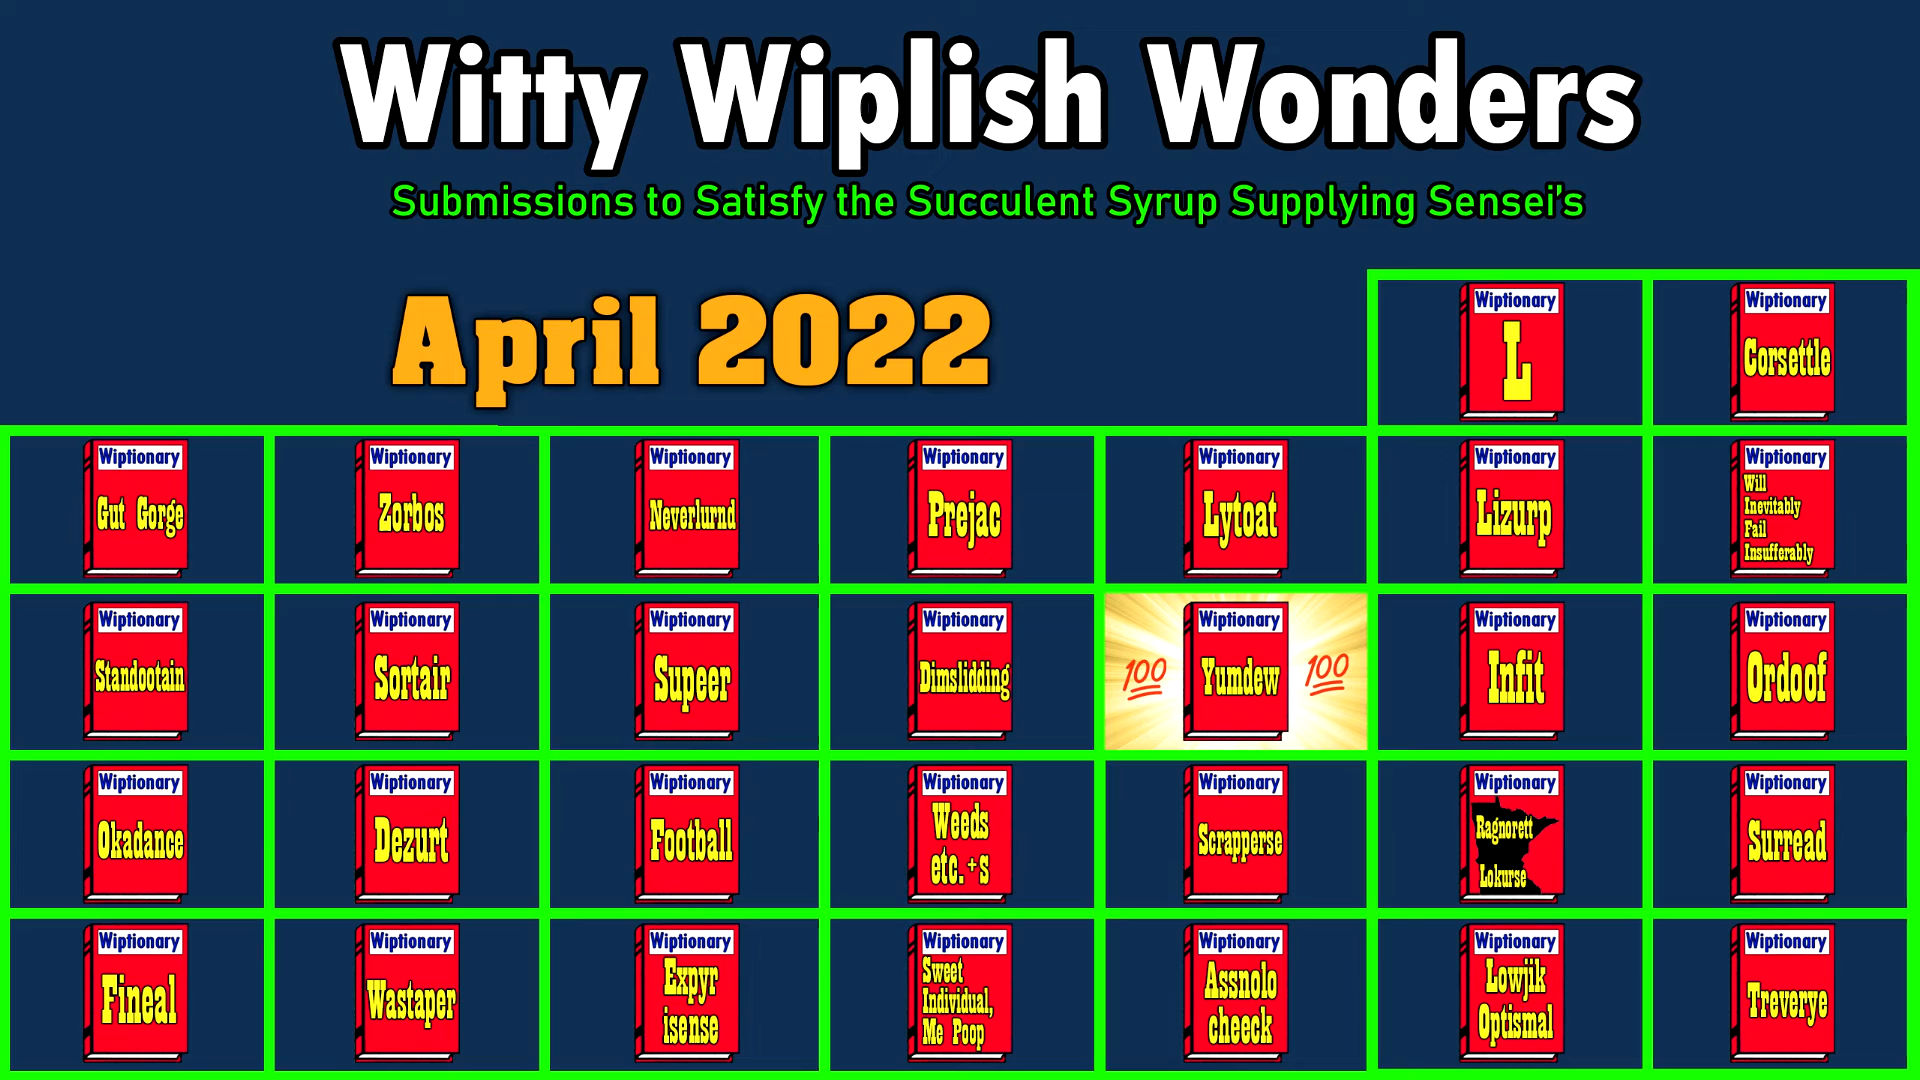 Witty Wiplish Wonders
Submissions to Satisfy the Succulent Syrup Supplying Sensei's
April 2022
Wiptionary
L
Wiptionary
Corsettle
Wiptionary
Gut Gorge
Wiptionary
Zorbos
Wiptionary
Neverlurnd
Wiptionary
Prejac
Wiptionary
Lytoat
Wiptionary
Lizurp
Wiptionary
Will
Inevitably
Fail
Insufferably
Wiptionary
Standootain
Wiptionary
Sortair
Wiptionary
Supeer
Wiptionary
Dimslidding
100
Wiptionary
Yumdew
100
Wiptionary
Infit
Wiptionary
Ordoof
Wiptionary
Okadance
Wiptionary
Dezurt
Wiptionary
Football
Wiptionary
Weeds
etc. +s
Wiptionary
Scrapperse
Wiptionary
Ragnorett
Lokurse
Wiptionary
Surread
Wiptionary
Fineal
Wiptionary
Wastaper
Wiptionary
Expyr
isense
Wiptionary
Sweet
Individual,
Me Poop
Wiptionary
Assnolo
cheeck
Wiptionary
Lowjik
Optismal
Wiptionary
Treverye